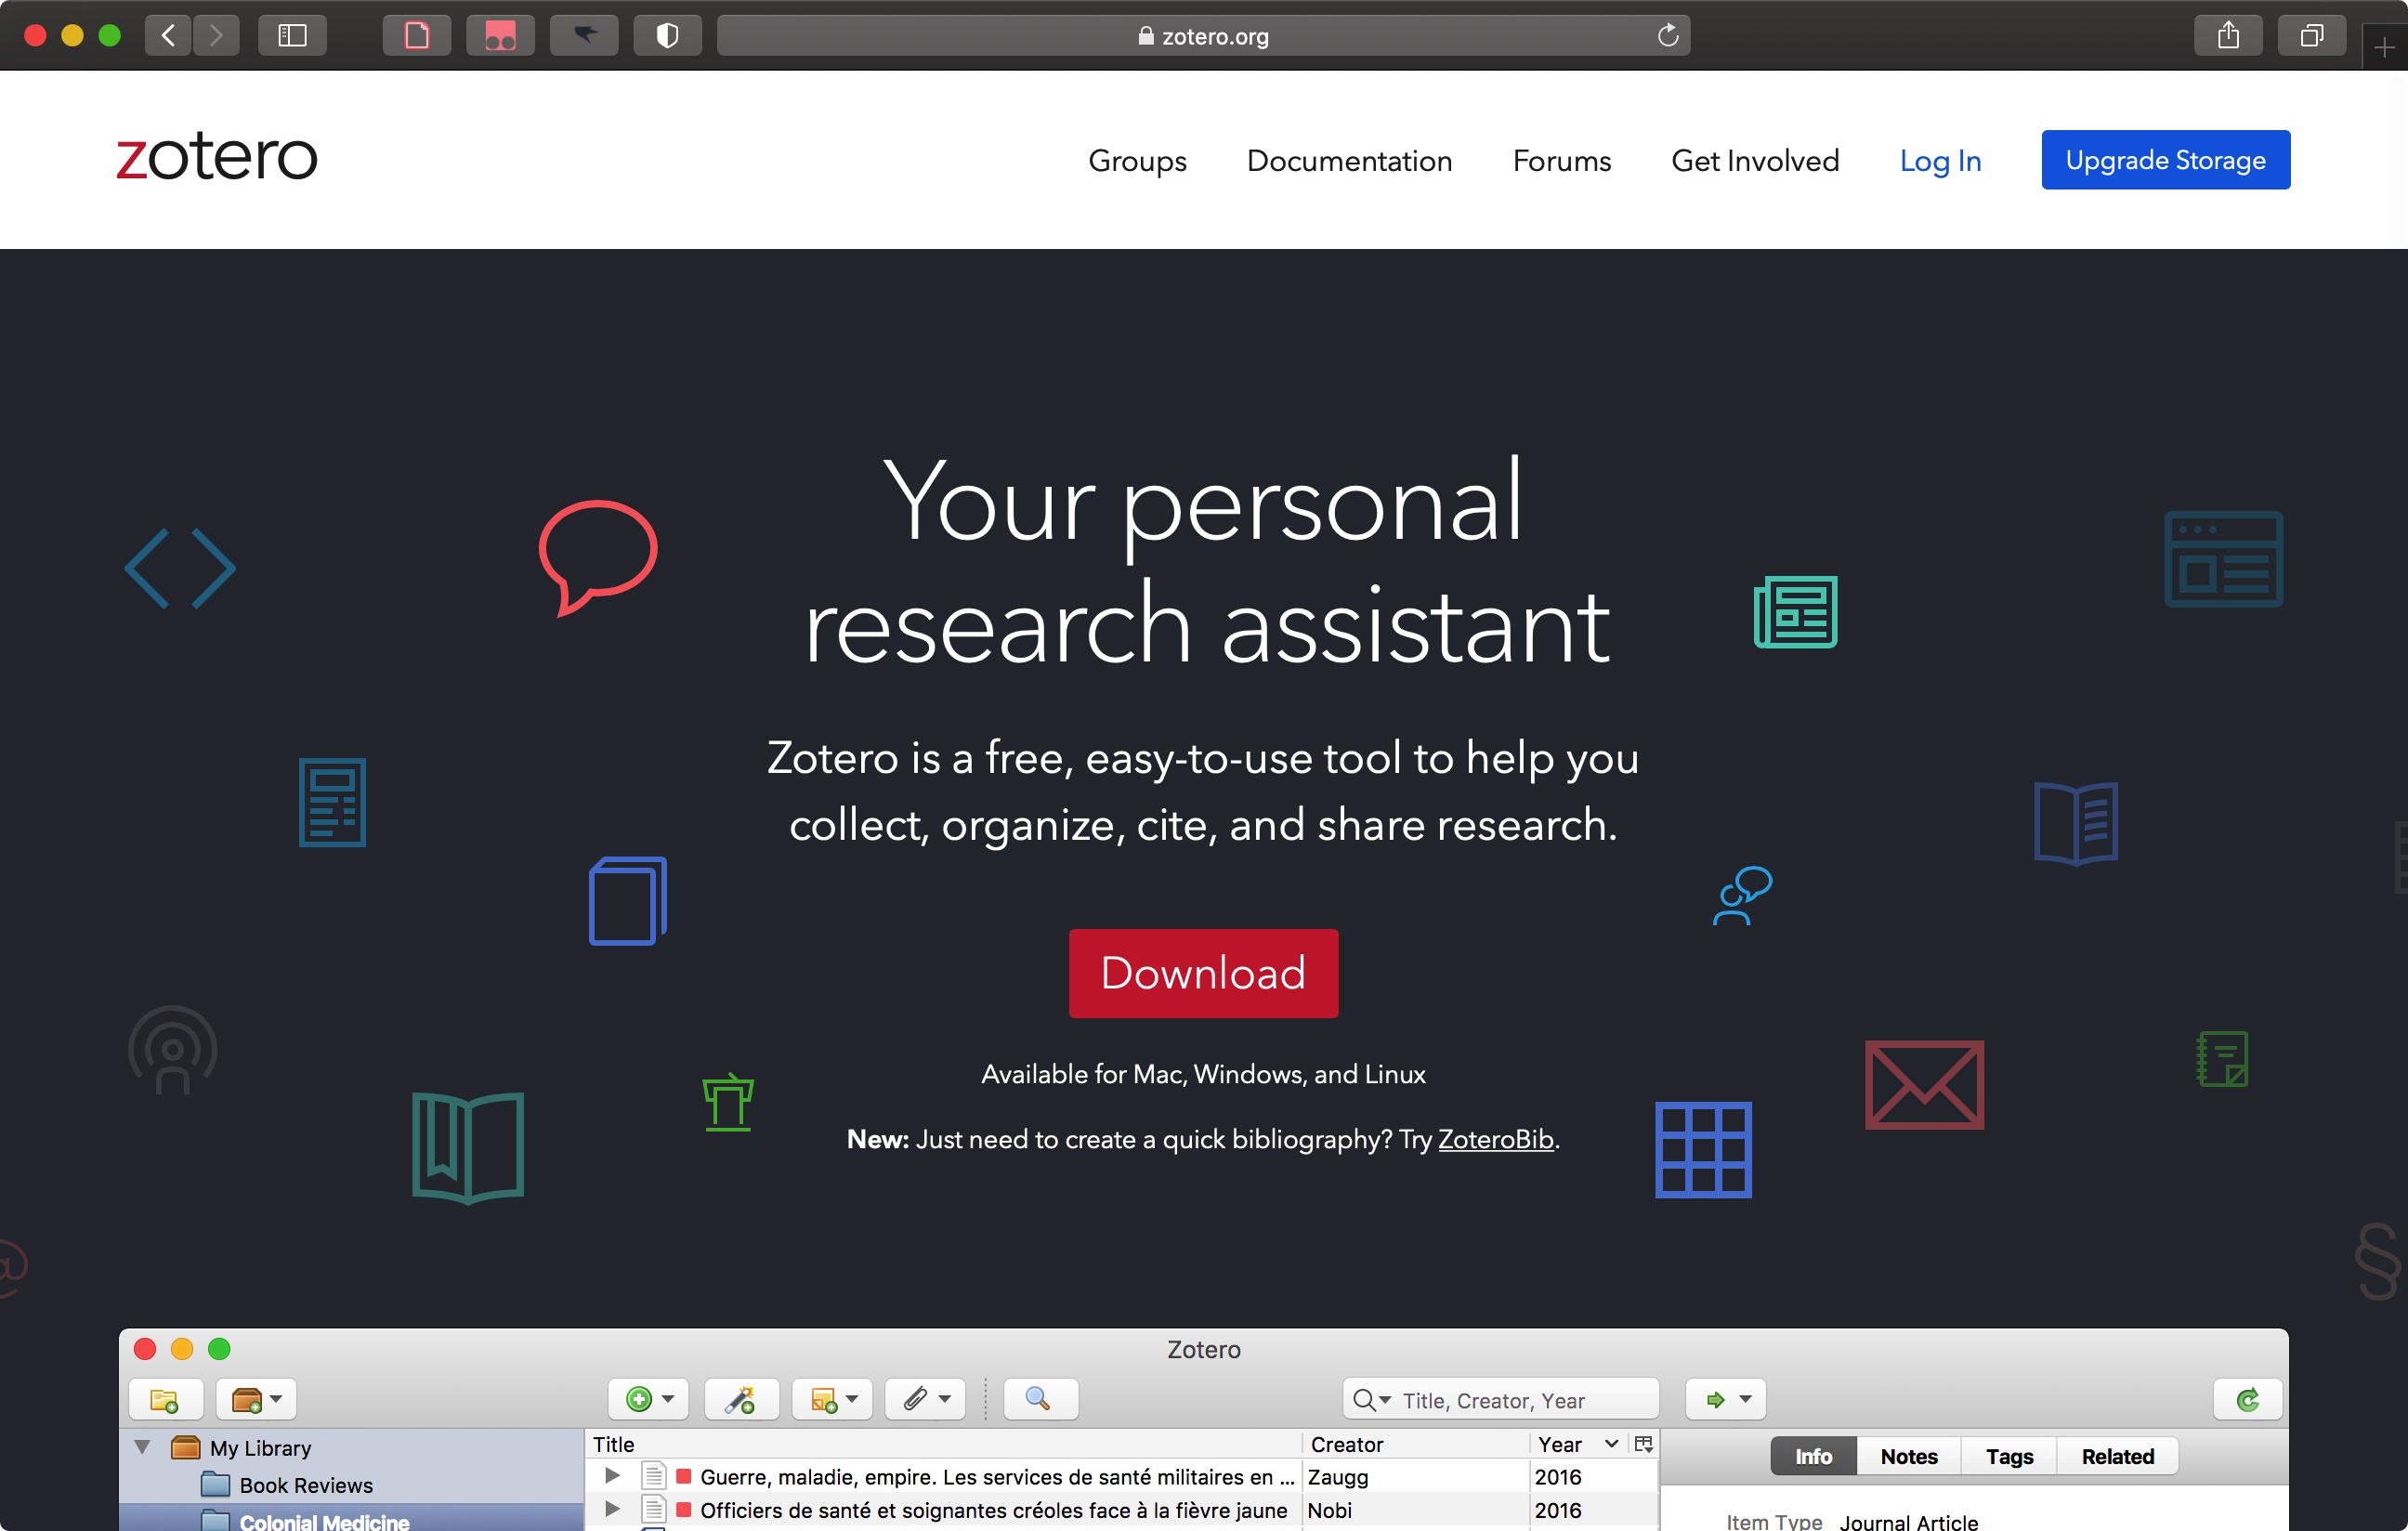 zotero.org
zotero
Groups Documentation Forums Get Involved Log In Upgrade Storage
Your personal
research assistant
Zotero is a free, easy-to-use tool to help you
collect, organize, cite, and share research.
Download
Available for Mac, Windows, and Linux
New: Just need to create a quick bibliography? Try ZoteroBib.
@
§
Zotero
Title, Creator, Year
My Library
Book Reviews
Colonial Medicine
Title Creator Year
Guerre, maladie, empire. Les services de santé militaires en ... Zaugg 2016
Officiers de santé et soignantes créoles face à la fièvre jaune Nobi 2016
Info Notes Tags Related
Item Type Journal Article